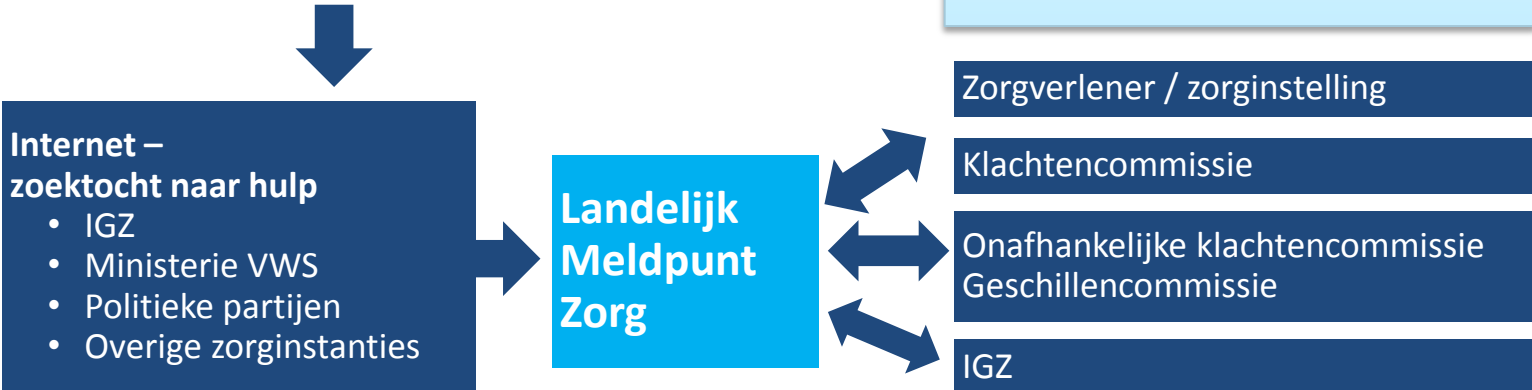 Internet –
zoektocht naar hulp
• IGZ
• Ministerie VWS
• Politieke partijen
• Overige zorginstanties
Landelijk
Meldpunt
Zorg
Zorgverlener / zorginstelling
Klachtencommissie
Onafhankelijke klachtencommissie
Geschillencommissie
IGZ